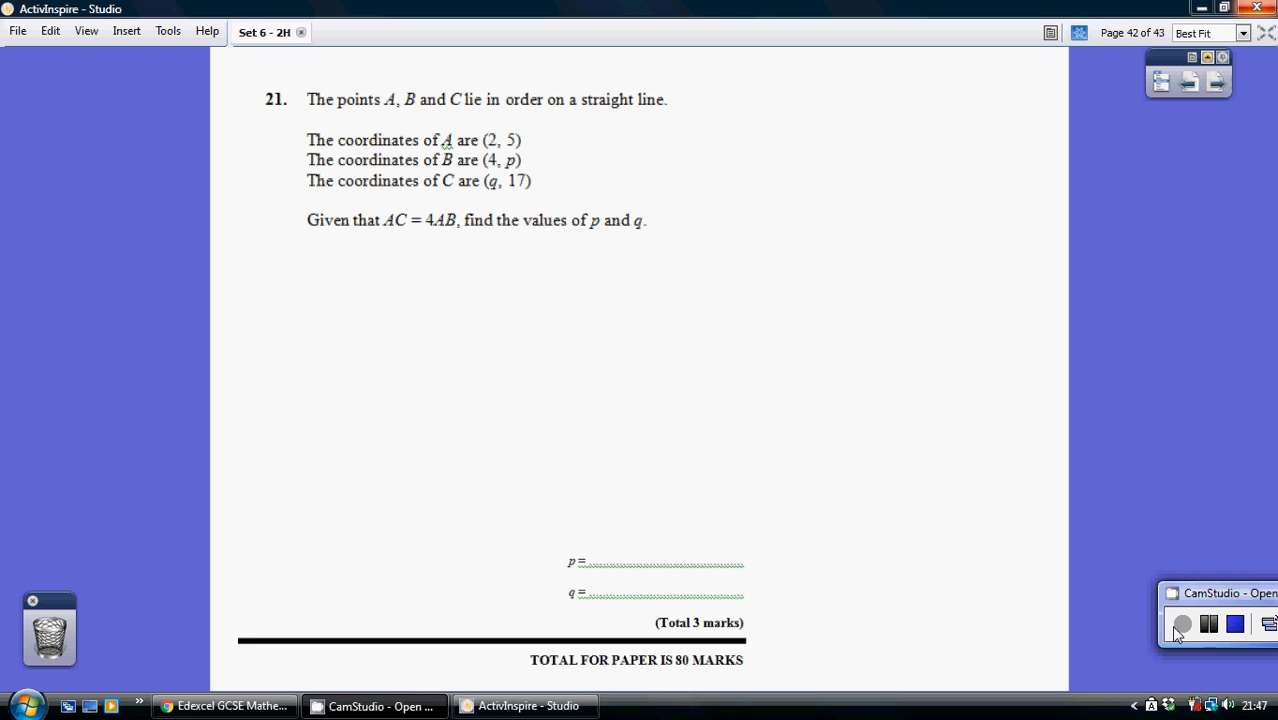 ActivInspire - Studio
File Edit View Insert Tools Help
Set 6 - 2H
Page 42 of 43
Best Fit
21. The points A, B and C lie in order on a straight line.
The coordinates of A are (2, 5)
The coordinates of B are (4, p)
The coordinates of C are (q, 17)
Given that AC = 4AB, find the values of p and q.
p =
q =
(Total 3 marks)
TOTAL FOR PAPER IS 80 MARKS
CamStudio - Open
Edexcel GCSE Mathe...
CamStudio - Open ...
ActivInspire - Studio
A
21:47